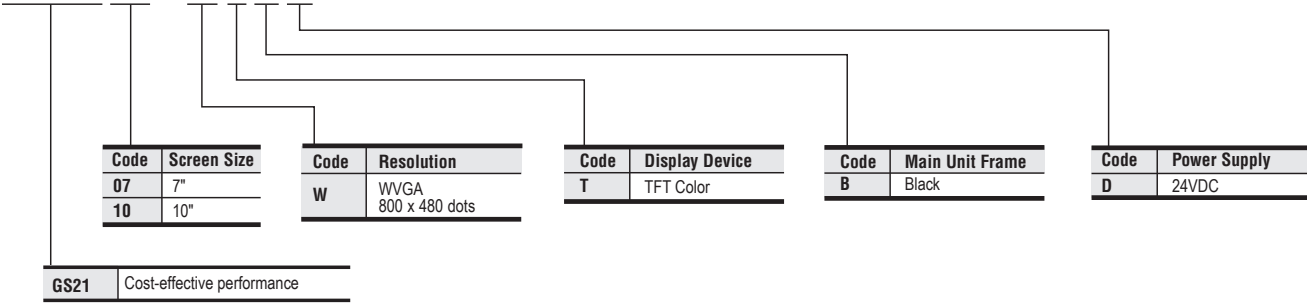 Code Screen Size
07 7"
10 10"
Code Resolution
W WVGA
800 x 480 dots
Code Display Device
T TFT Color
Code Main Unit Frame
B Black
Code Power Supply
D 24VDC
GS21 Cost-effective performance